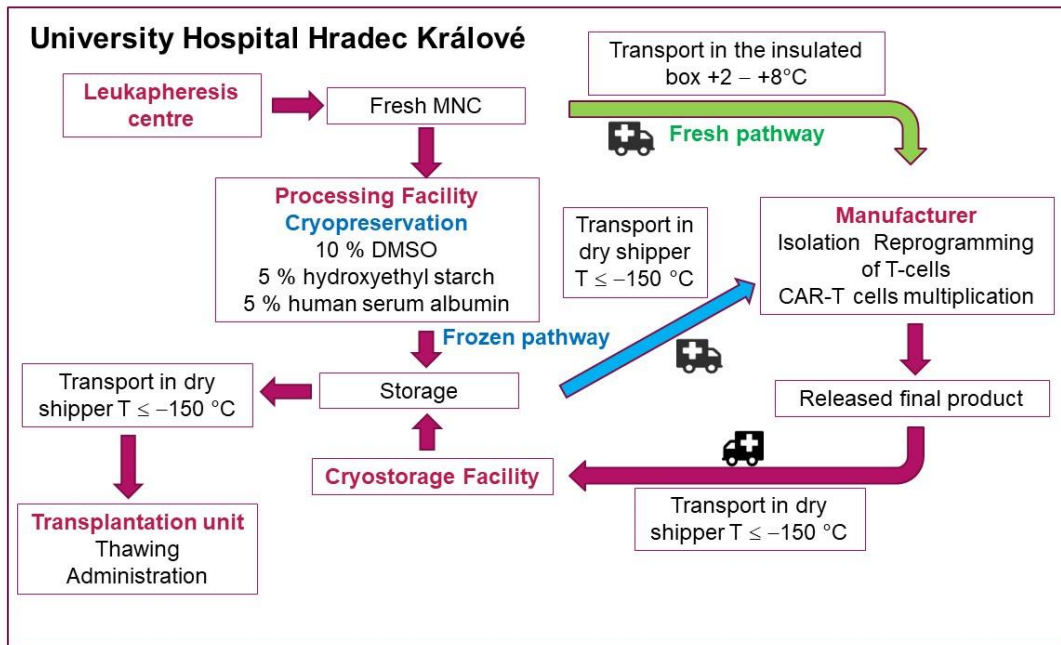 University Hospital Hradec Králové
Leukapheresis
centre
Fresh MNC
Transport in the insulated
box +2 – +8°C
Fresh pathway
Processing Facility
Cryopreservation
10 % DMSO
5 % hydroxyethyl starch
5 % human serum albumin
Transport in
dry shipper
T ≤ −150 °C
Manufacturer
Isolation Reprogramming
of T-cells
CAR-T cells multiplication
Frozen pathway
Transport in dry
shipper T ≤ −150 °C
Storage
Released final product
Cryostorage Facility
Transport in dry
shipper T ≤ −150 °C
Transplantation unit
Thawing
Administration